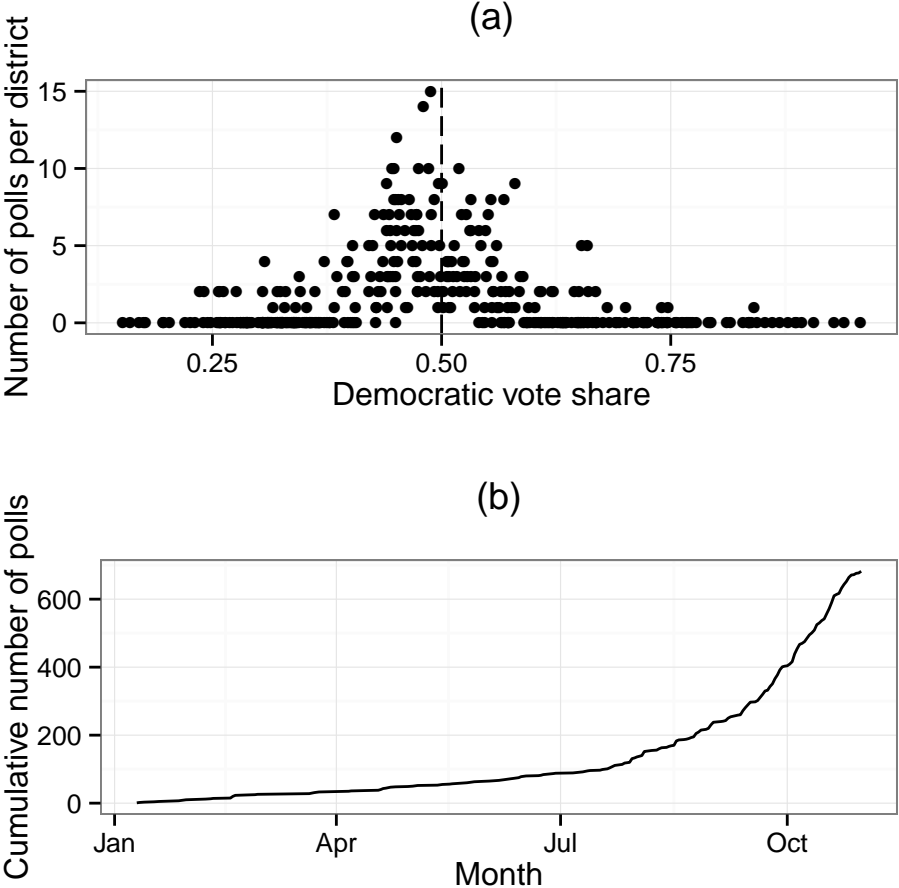 (a)
Number of polls per district
15
10
5
0
0.25 0.50 0.75
Democratic vote share
(b)
Cumulative number of polls
600
400
200
0
Jan Apr Jul Oct
Month